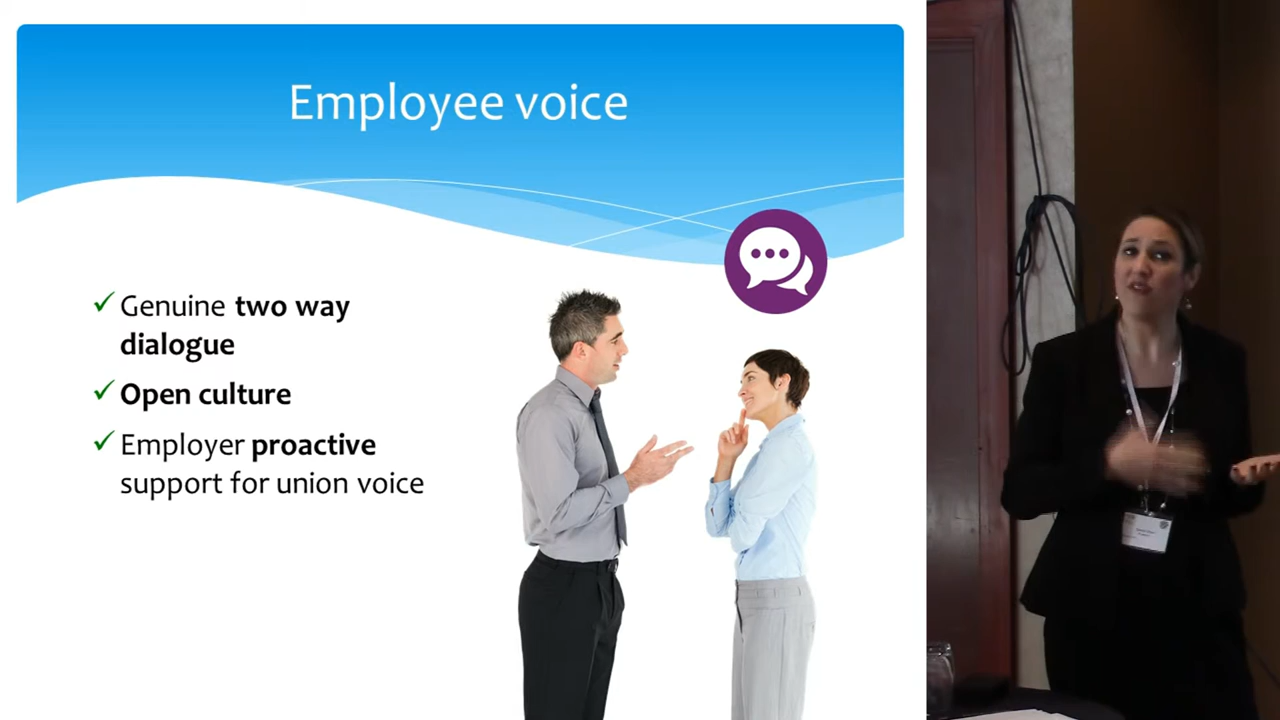 Employee voice
Genuine two way
dialogue
Open culture
Employer proactive
support for union voice